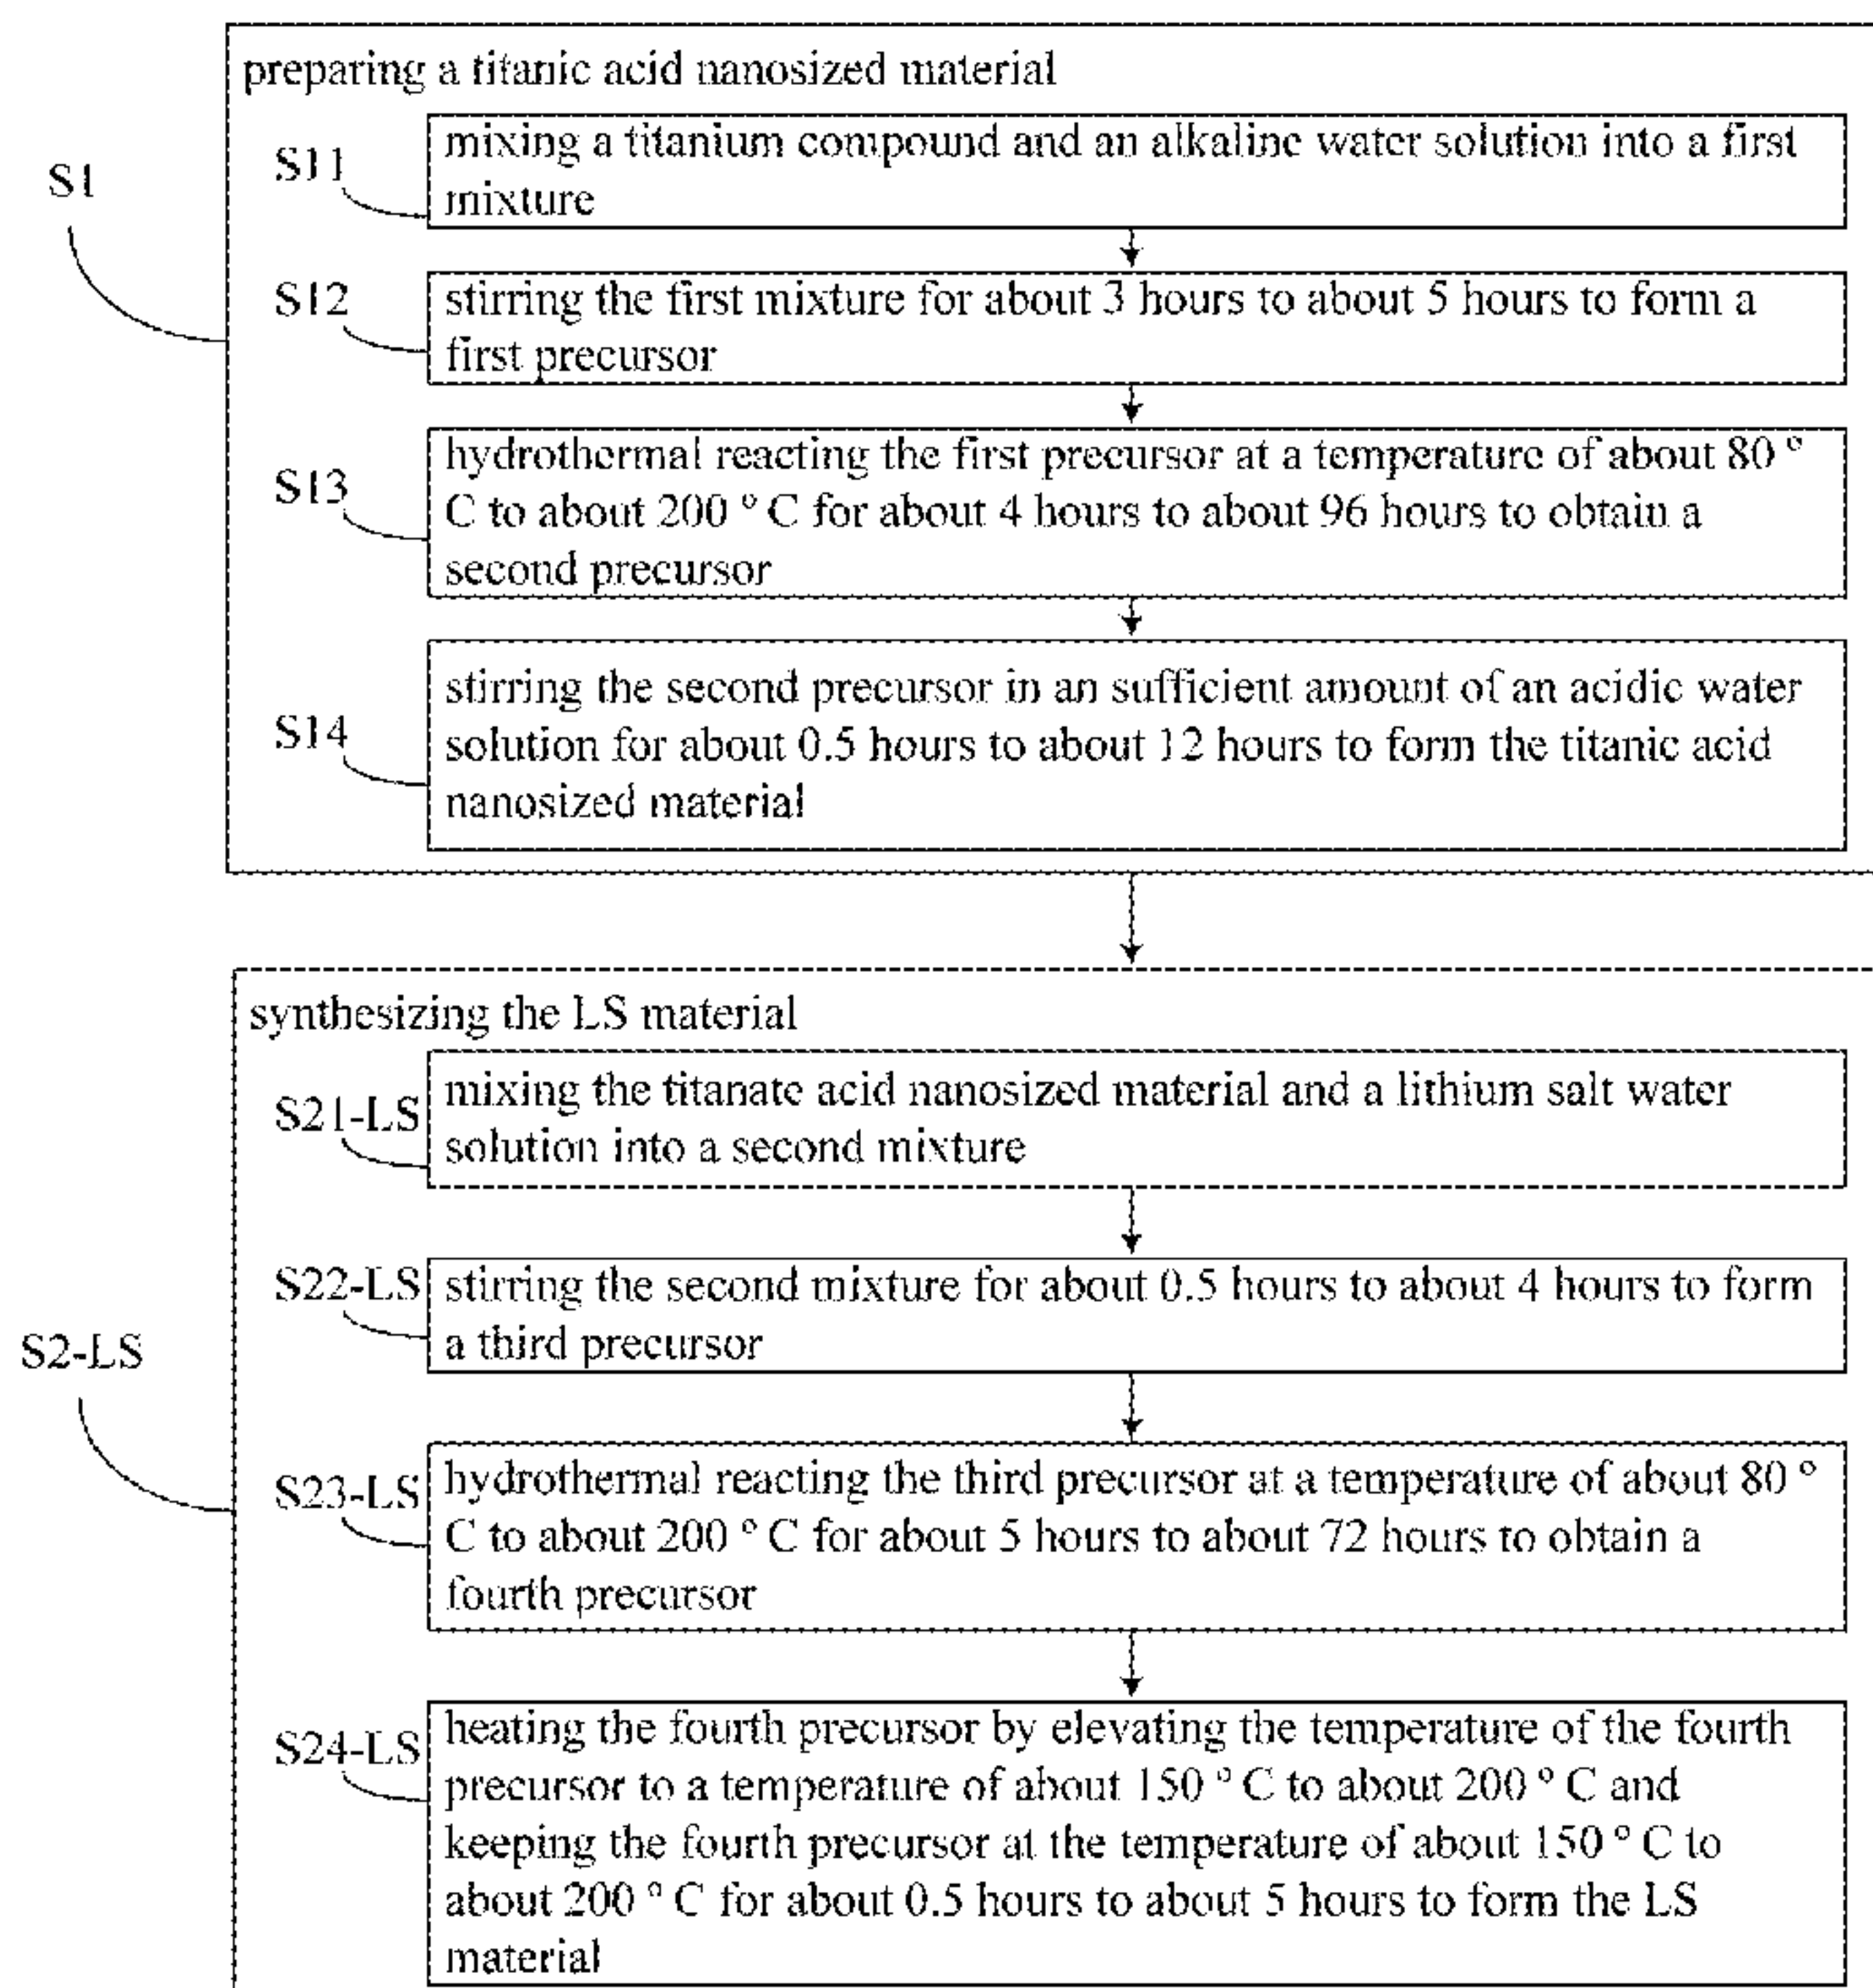 preparing a titanic acid nanosized material
S1
S11
mixing a titanium compound and an alkaline water solution into a first
mixture
S12
stirring the first mixture for about 3 hours to about 5 hours to form a
first precursor
S13
hydrothermal reacting the first precursor at a temperature of about 80 °
C to about 200 ° C for about 4 hours to about 96 hours to obtain a
second precursor
S14
stirring the second precursor in an sufficient amount of an acidic water
solution for about 0.5 hours to about 12 hours to form the titanic acid
nanosized material
synthesizing the LS material
S2-LS
S21-LS
mixing the titanate acid nanosized material and a lithium salt water
solution into a second mixture
S22-LS
stirring the second mixture for about 0.5 hours to about 4 hours to form
a third precursor
S23-LS
hydrothermal reacting the third precursor at a temperature of about 80 °
C to about 200 ° C for about 5 hours to about 72 hours to obtain a
fourth precursor
S24-LS
heating the fourth precursor by elevating the temperature of the fourth
precursor to a temperature of about 150 ° C to about 200 ° C and
keeping the fourth precursor at the temperature of about 150 ° C to
about 200 ° C for about 0.5 hours to about 5 hours to form the LS
material